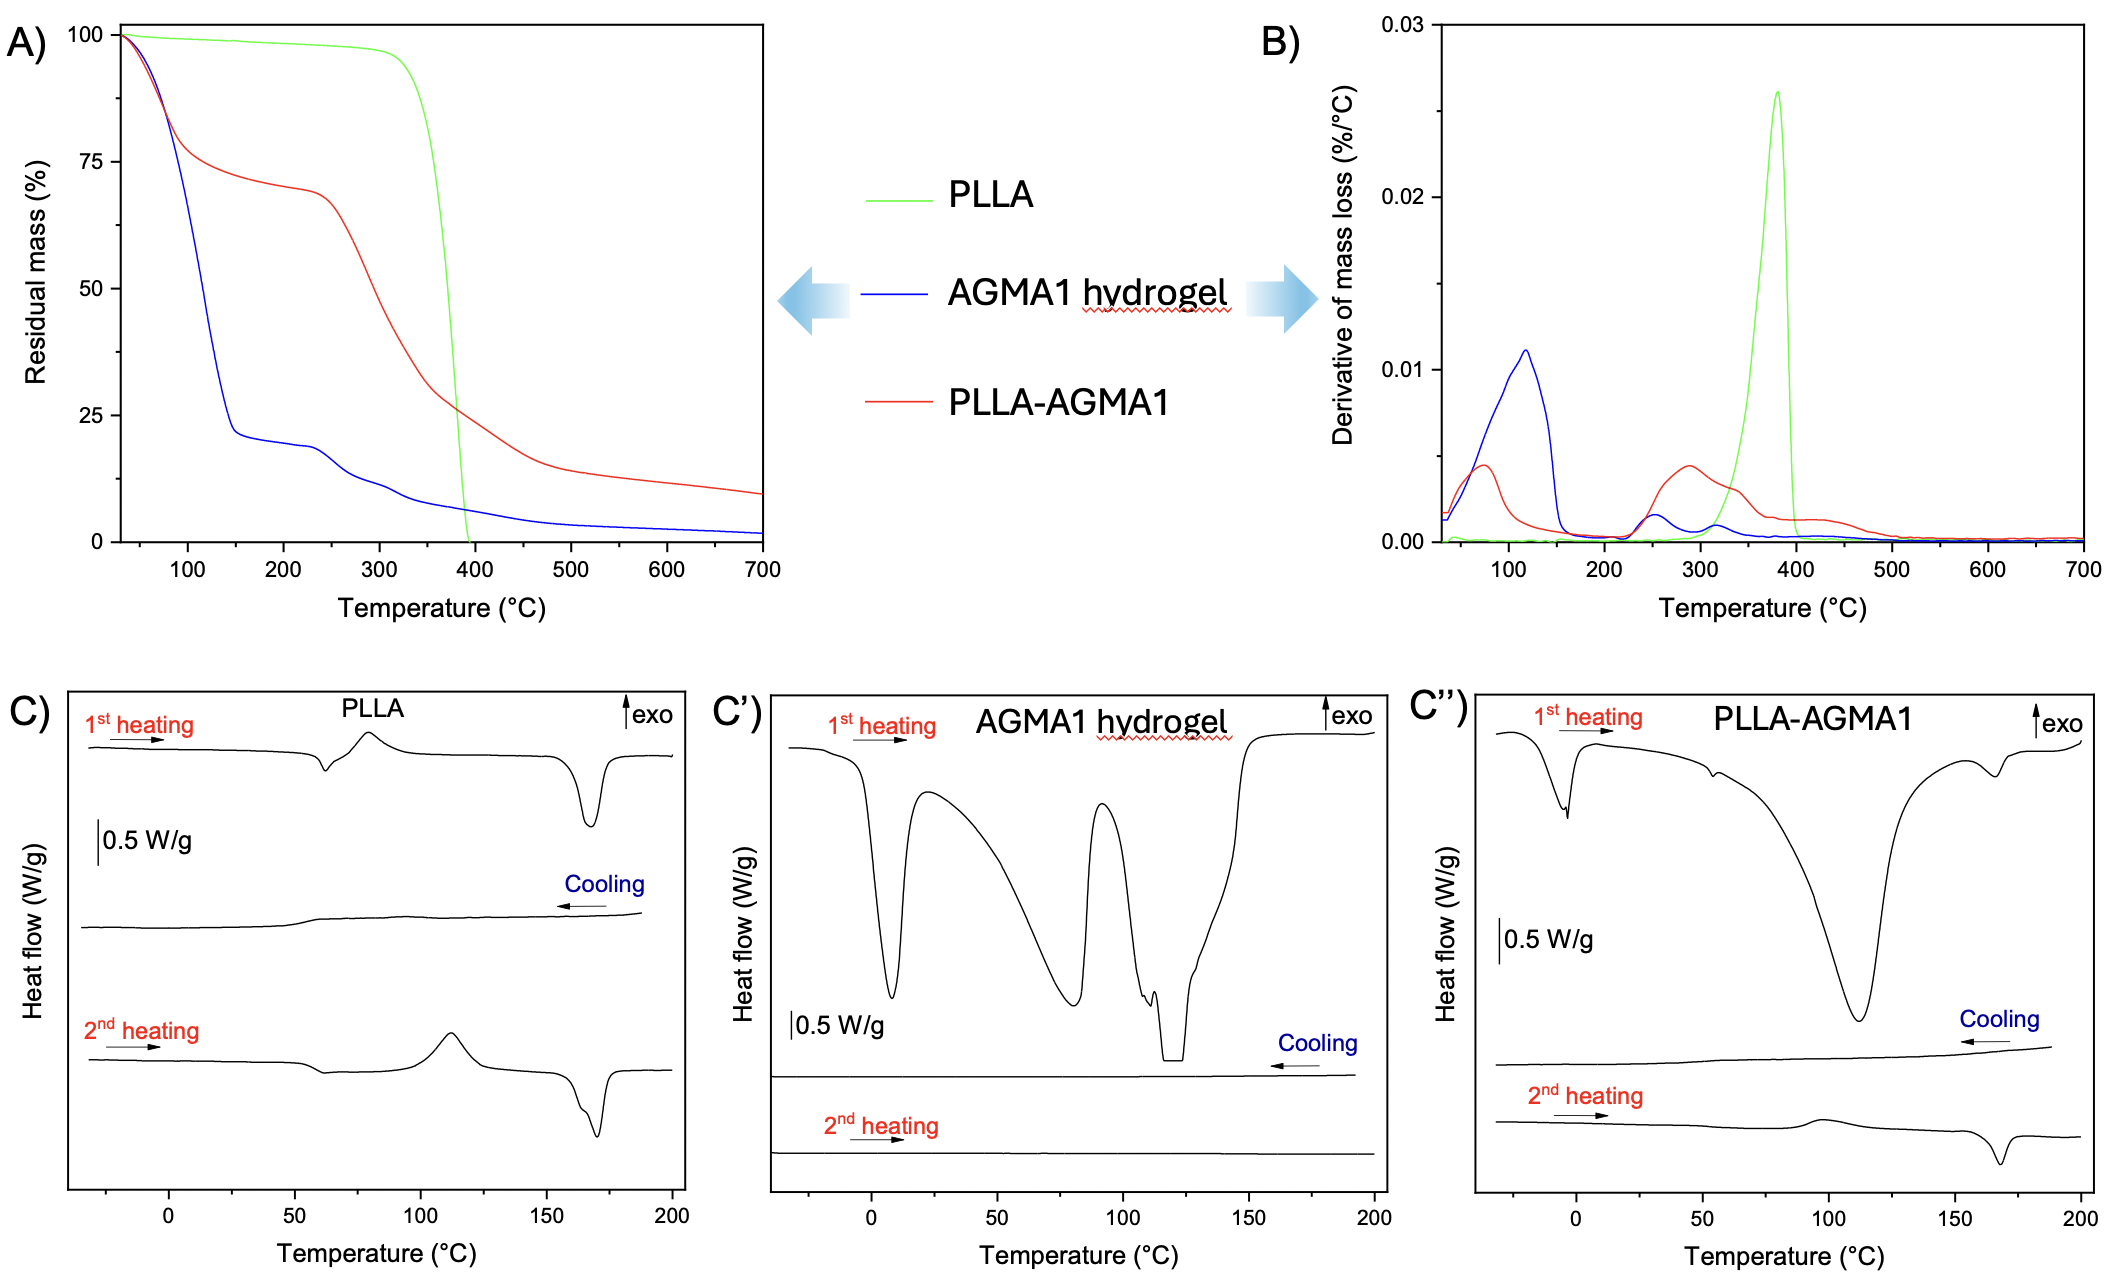 A)
100
75
50
25
0
Residual mass (%)
100 200 300 400 500 600 700
Temperature (°C)
PLLA
AGMA1 hydrogel
PLLA-AGMA1
B)
0.03
0.02
0.01
0.00
Derivative of mass loss (%/°C)
100 200 300 400 500 600 700
Temperature (°C)
C)
PLLA
exo
1st heating
0.5 W/g
Cooling
2nd heating
Heat flow (W/g)
0 50 100 150 200
Temperature (°C)
C')
1st heating
AGMA1 hydrogel
exo
0.5 W/g
Cooling
2nd heating
Heat flow (W/g)
0 50 100 150 200
Temperature (°C)
C'')
1st heating
PLLA-AGMA1
exo
0.5 W/g
Cooling
2nd heating
Heat flow (W/g)
0 50 100 150 200
Temperature (°C)